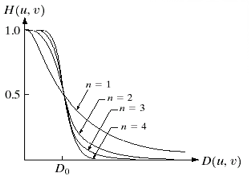 H(u, v)
1.0
0.5
n = 1
n = 2
n = 3
n = 4
D₀
D(u, v)